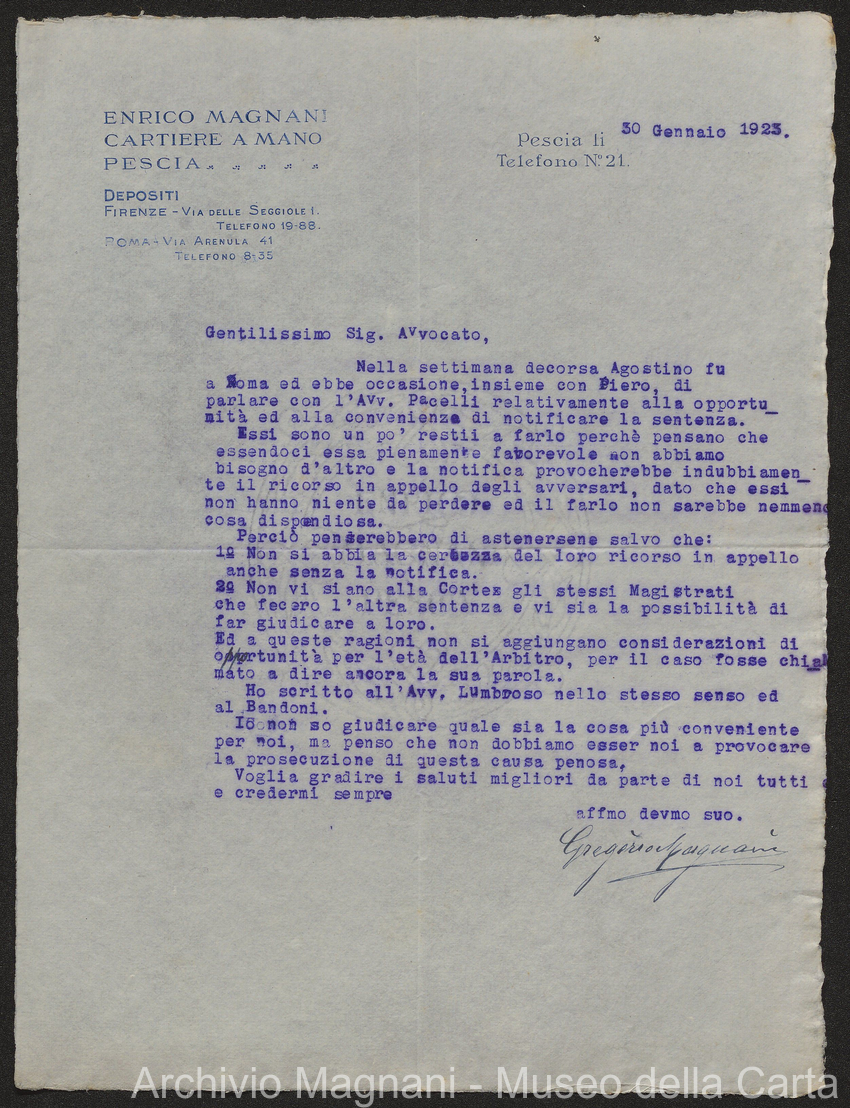 ENRICO MAGNANI
CARTIERE A MANO
PESCIA
DEPOSITI
FIRENZE - VIA DELLE SEGGIOLE 1.
TELEFONO 19-88.
ROMA - VIA ARENULA 41
TELEFONO 8-35
Pescia li 30 Gennaio 1923.
Telefono N.° 21.
Gentilissimo Sig. Avvocato,
Nella settimana decorsa Agostino fu
a Roma ed ebbe occasione,insieme con Piero, di
parlare con l'Avv. Pacelli relativamente alla opportu_
nità ed alla convenienza di notificare la sentenza.
Essi sono un po' restii a farlo perchè pensano che
essendoci essa pienamente favorevole non abbiamo
bisogno d'altro e la notifica provocherebbe indubbiamen_
te il ricorso in appello degli avversari, dato che essi
non hanno niente da perdere ed il farlo non sarebbe nemmeno
cosa dispendiosa.
Perciò penserebbero di astenersene salvo che:
1º Non si abbia la certezza del loro ricorso in appello
anche senza la notifica.
2º Non vi siano alla Corte gli stessi Magistrati
che fecero l'altra sentenza e vi sia la possibilità di
far giudicare a loro.
Ed a queste ragioni non si aggiungano considerazioni di
opportunità per l'età dell'Arbitro, per il caso fosse chia_
mato a dire ancora la sua parola.
Ho scritto all'Avv. Lumbroso nello stesso senso ed
al Bandoni.
Io non so giudicare quale sia la cosa più conveniente
per noi, ma penso che non dobbiamo esser noi a provocare
la prosecuzione di questa causa penosa.
Voglia gradire i saluti migliori da parte di noi tutti
e credermi sempre
affmo devmo suo.
Gregorio Magnani
Archivio Magnani - Museo della Carta